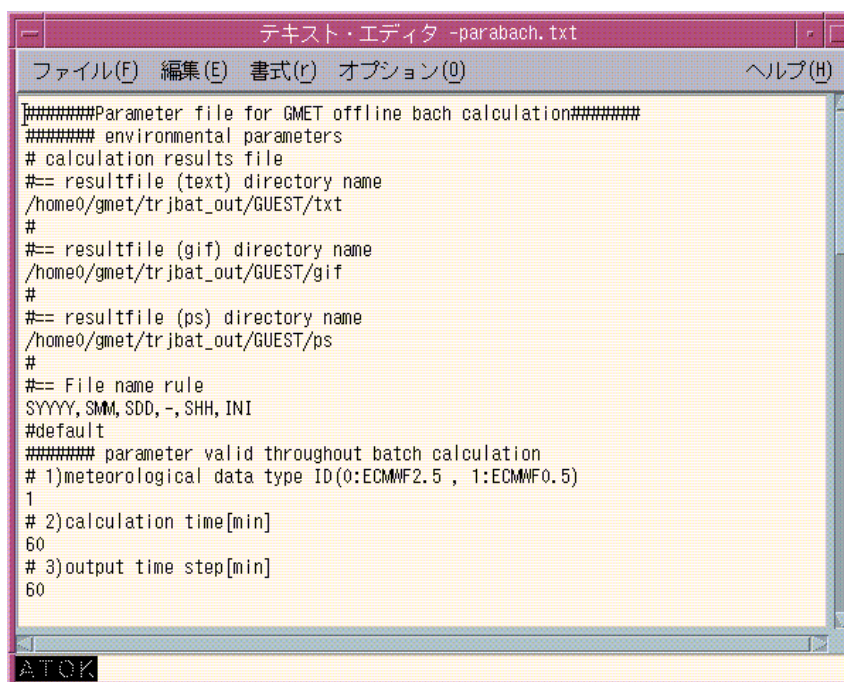 テキスト・エディタ -parabach.txt
ファイル(F) 編集(E) 書式(r) オプション(O) ヘルプ(H)
#######Parameter file for GMET offline bach calculation#######
####### environmental parameters
# calculation results file
#== resultfile (text) directory name
/home0/gmet/trjbat_out/GUEST/txt
#
#== resultfile (gif) directory name
/home0/gmet/trjbat_out/GUEST/gif
#
#== resultfile (ps) directory name
/home0/gmet/trjbat_out/GUEST/ps
#
#== File name rule
SYYYY,SMM,SDD,-,SHH,INI
#default
####### parameter valid throughout batch calculation
# 1)meteorological data type ID(0:ECMWF2.5 , 1:ECMWF0.5)
1
# 2)calculation time[min]
60
# 3)output time step[min]
60
ATOK